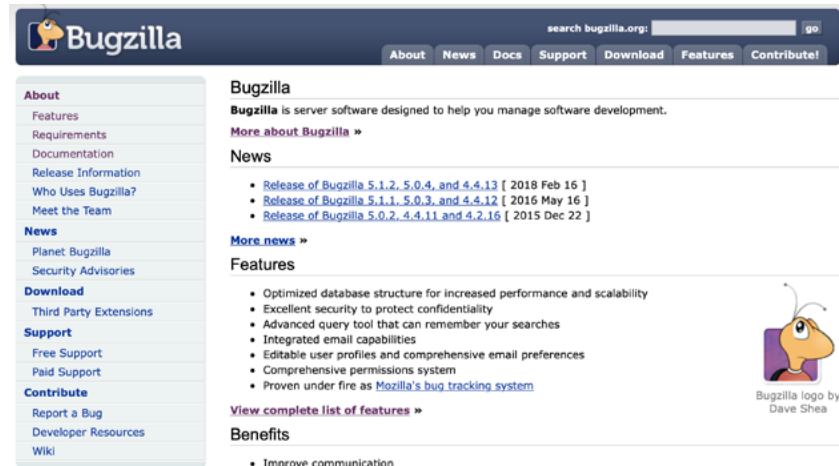 Bugzilla
search bugzilla.org:
go
About News Docs Support Download Features Contribute!
About
Features
Requirements
Documentation
Release Information
Who Uses Bugzilla?
Meet the Team
News
Planet Bugzilla
Security Advisories
Download
Third Party Extensions
Support
Free Support
Paid Support
Contribute
Report a Bug
Developer Resources
Wiki
Bugzilla
Bugzilla is server software designed to help you manage software development.
More about Bugzilla »
News
• Release of Bugzilla 5.1.2, 5.0.4, and 4.4.13 [ 2018 Feb 16 ]
• Release of Bugzilla 5.1.1, 5.0.3, and 4.4.12 [ 2016 May 16 ]
• Release of Bugzilla 5.0.2, 4.4.11 and 4.2.16 [ 2015 Dec 22 ]
More news »
Features
• Optimized database structure for increased performance and scalability
• Excellent security to protect confidentiality
• Advanced query tool that can remember your searches
• Integrated email capabilities
• Editable user profiles and comprehensive email preferences
• Comprehensive permissions system
• Proven under fire as Mozilla's bug tracking system
View complete list of features »
Bugzilla logo by
Dave Shea
Benefits
• Improve communication